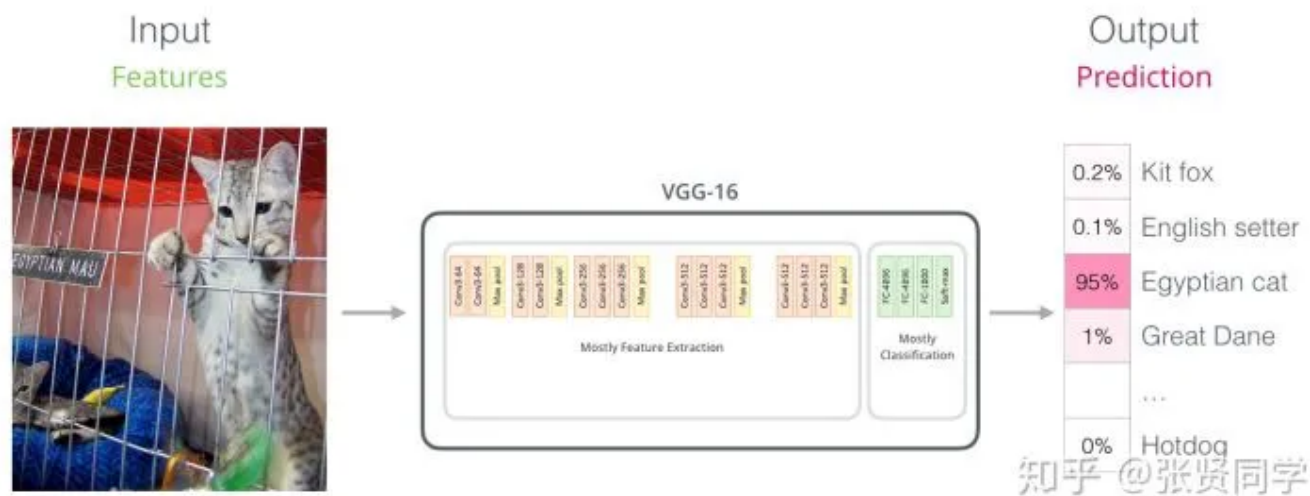 Input
Features
Output
Prediction
EGYPTIAN MAU
VGG-16
Conv3-64
Conv3-64
Max pool
Conv3-128
Conv3-128
Max pool
Conv3-256
Conv3-256
Conv3-256
Max pool
Conv3-512
Conv3-512
Conv3-512
Max pool
Conv3-512
Conv3-512
Conv3-512
Max pool
Mostly Feature Extraction
FC-4096
FC-4096
FC-1000
Soft-max
Mostly
Classification
0.2% Kit fox
0.1% English setter
95% Egyptian cat
1% Great Dane
...
0% Hotdog
知乎 @张贤同学